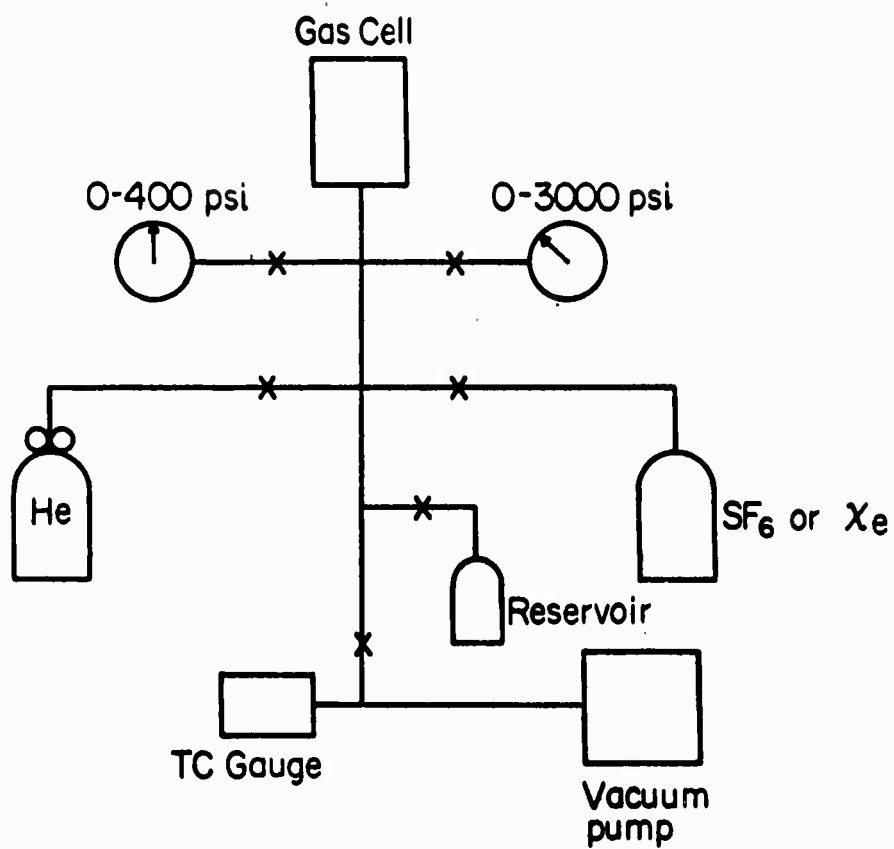 Gas Cell
0-400 psi
0-3000 psi
He
SF₆ or Xe
Reservoir
TC Gauge
Vacuum
pump